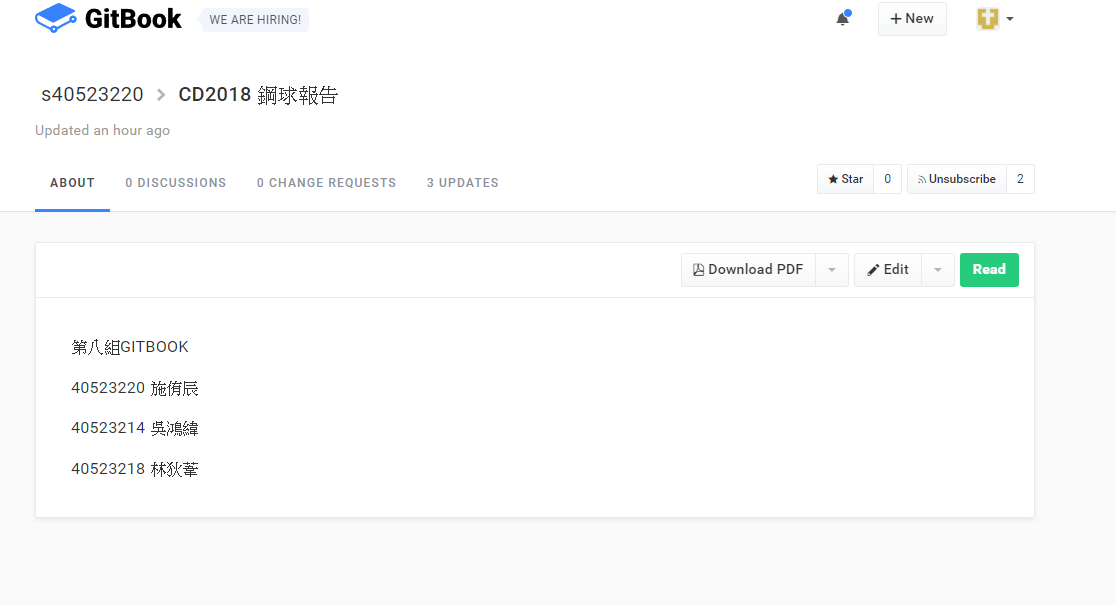 GitBook WE ARE HIRING! + New
s40523220 > CD2018 鋼球報告
Updated an hour ago
ABOUT 0 DISCUSSIONS 0 CHANGE REQUESTS 3 UPDATES Star 0 Unsubscribe 2
Download PDF Edit Read
第八組GITBOOK
40523220 施侑辰
40523214 吳鴻緯
40523218 林狄葦